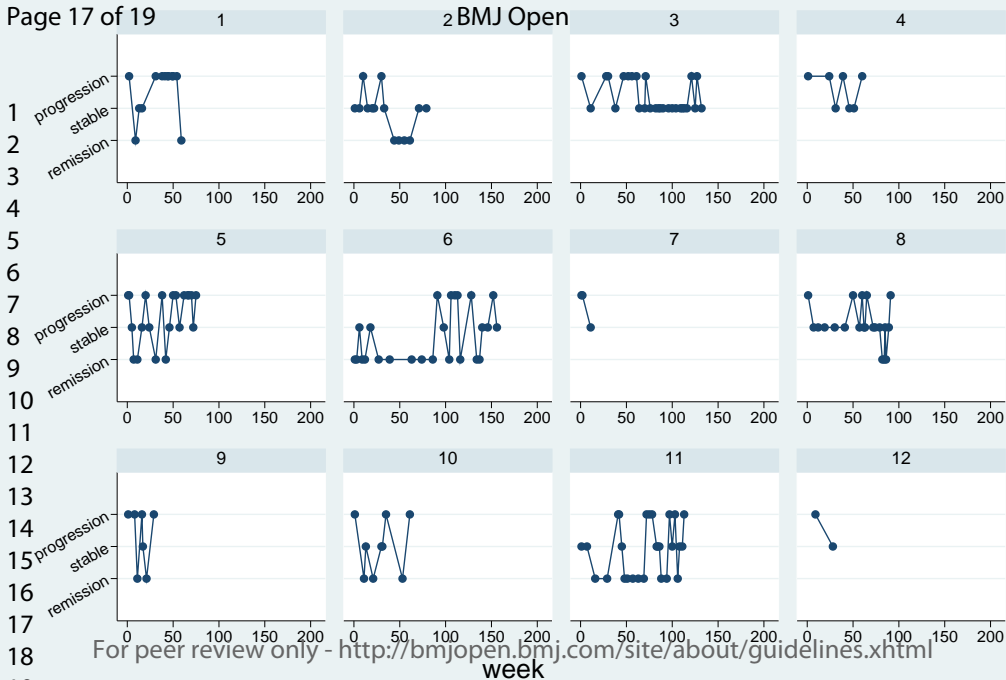 Page 17 of 19 BMJ Open
1 2 3 4
progression
stable
remission
0 50 100 150 200 0 50 100 150 200 0 50 100 150 200 0 50 100 150 200
5 6 7 8
progression
stable
remission
0 50 100 150 200 0 50 100 150 200 0 50 100 150 200 0 50 100 150 200
9 10 11 12
progression
stable
remission
0 50 100 150 200 0 50 100 150 200 0 50 100 150 200 0 50 100 150 200
week
1
2
3
4
5
6
7
8
9
10
11
12
13
14
15
16
17
18
For peer review only - http://bmjopen.bmj.com/site/about/guidelines.xhtml